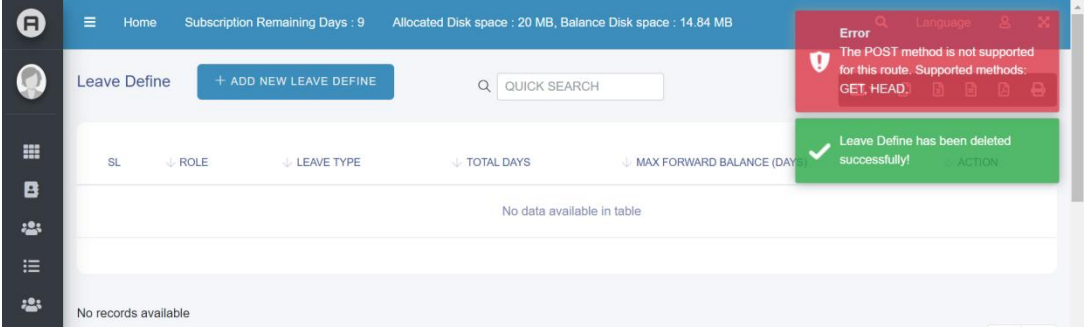 Home Subscription Remaining Days : 9 Allocated Disk space : 20 MB, Balance Disk space : 14.84 MB Language
Error
The POST method is not supported
for this route. Supported methods:
GET, HEAD.
Leave Define + ADD NEW LEAVE DEFINE QUICK SEARCH
Leave Define has been deleted
successfully!
SL ROLE LEAVE TYPE TOTAL DAYS MAX FORWARD BALANCE (DAYS) ACTION
No data available in table
No records available